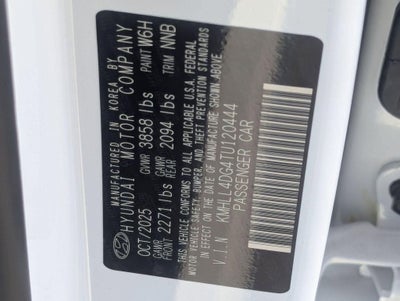 MANUFACTURED IN KOREA BY
HYUNDAI MOTOR COMPANY
OCT/2025 GVWR 3858 lbs PAINT W6H
GAWR FRONT 2271 lbs GAWR REAR 2094 lbs TRIM NNB
THIS VEHICLE CONFORMS TO ALL APPLICABLE U.S.A. FEDERAL
MOTOR VEHICLE SAFETY, BUMPER, AND THEFT PREVENTION STANDARDS
IN EFFECT ON THE DATE OF MANUFACTURE SHOWN ABOVE.
V.I.N KMHLL4DG4TU120444
PASSENGER CAR